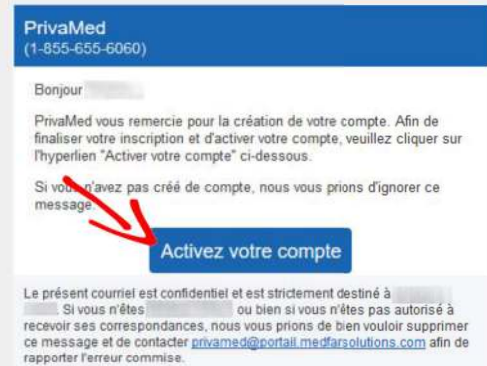 PrivaMed
(1-855-655-6060)
Bonjour
PrivaMed vous remercie pour la création de votre compte. Afin de
finaliser votre inscription et d'activer votre compte, veuillez cliquer sur
l'hyperlien "Activer votre compte" ci-dessous.
Si vous n'avez pas créé de compte, nous vous prions d'ignorer ce
message.
Activez votre compte
Le présent courriel est confidentiel et est strictement destiné à
. Si vous n'êtes ou bien si vous n'êtes pas autorisé à
recevoir ses correspondances, nous vous prions de bien vouloir supprimer
ce message et de contacter privamed@portail.medfarsolutions.com afin de
rapporter l'erreur commise.